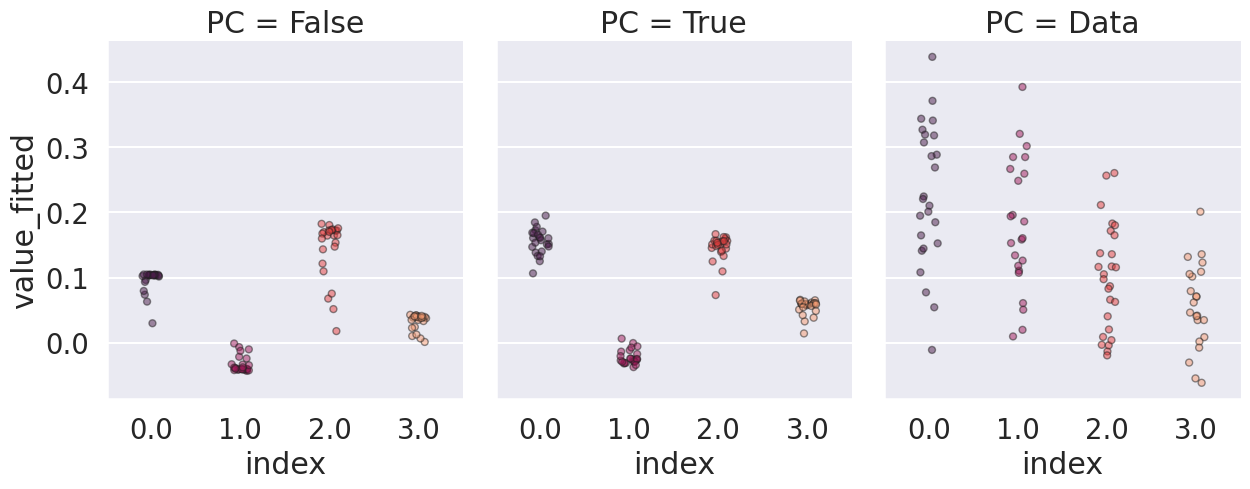 PC = False
PC = True
PC = Data
value_fitted
0.4
0.3
0.2
0.1
0.0
0.0 1.0 2.0 3.0
0.0 1.0 2.0 3.0
0.0 1.0 2.0 3.0
index
index
index